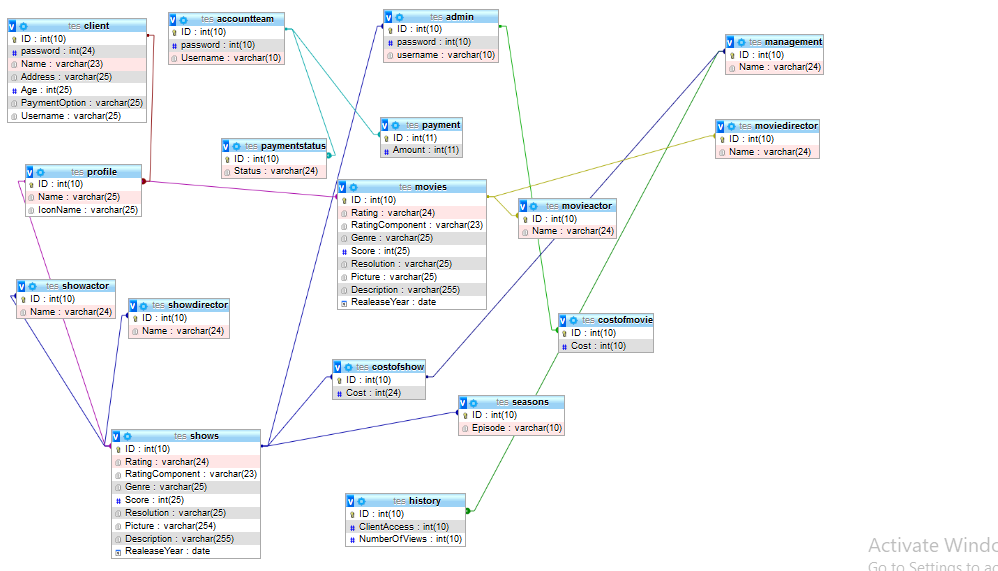 tes client
ID : int(10)
password : int(24)
Name : varchar(23)
Address : varchar(25)
Age : int(25)
PaymentOption : varchar(25)
Username : varchar(25)
tes accountteam
ID : int(10)
password : int(10)
Username : varchar(10)
tes admin
ID : int(10)
password : int(10)
username : varchar(10)
tes management
ID : int(10)
Name : varchar(24)
tes payment
ID : int(11)
Amount : int(11)
tes moviedirector
ID : int(10)
Name : varchar(24)
tes paymentstatus
ID : int(10)
Status : varchar(24)
tes profile
ID : int(10)
Name : varchar(25)
IconName : varchar(25)
tes movies
ID : int(10)
Rating : varchar(24)
RatingComponent : varchar(23)
Genre : varchar(25)
Score : int(25)
Resolution : varchar(25)
Picture : varchar(25)
Description : varchar(255)
RealeaseYear : date
tes movieactor
ID : int(10)
Name : varchar(24)
tes showactor
ID : int(10)
Name : varchar(24)
tes showdirector
ID : int(10)
Name : varchar(24)
tes costofmovie
ID : int(10)
Cost : int(10)
tes costofshow
ID : int(10)
Cost : int(24)
tes seasons
ID : int(10)
Episode : varchar(10)
tes shows
ID : int(10)
Rating : varchar(24)
RatingComponent : varchar(23)
Genre : varchar(25)
Score : int(25)
Resolution : varchar(25)
Picture : varchar(254)
Description : varchar(255)
RealeaseYear : date
tes history
ID : int(10)
ClientAccess : int(10)
NumberOfViews : int(10)
Activate Windo
Go to Settings to ac